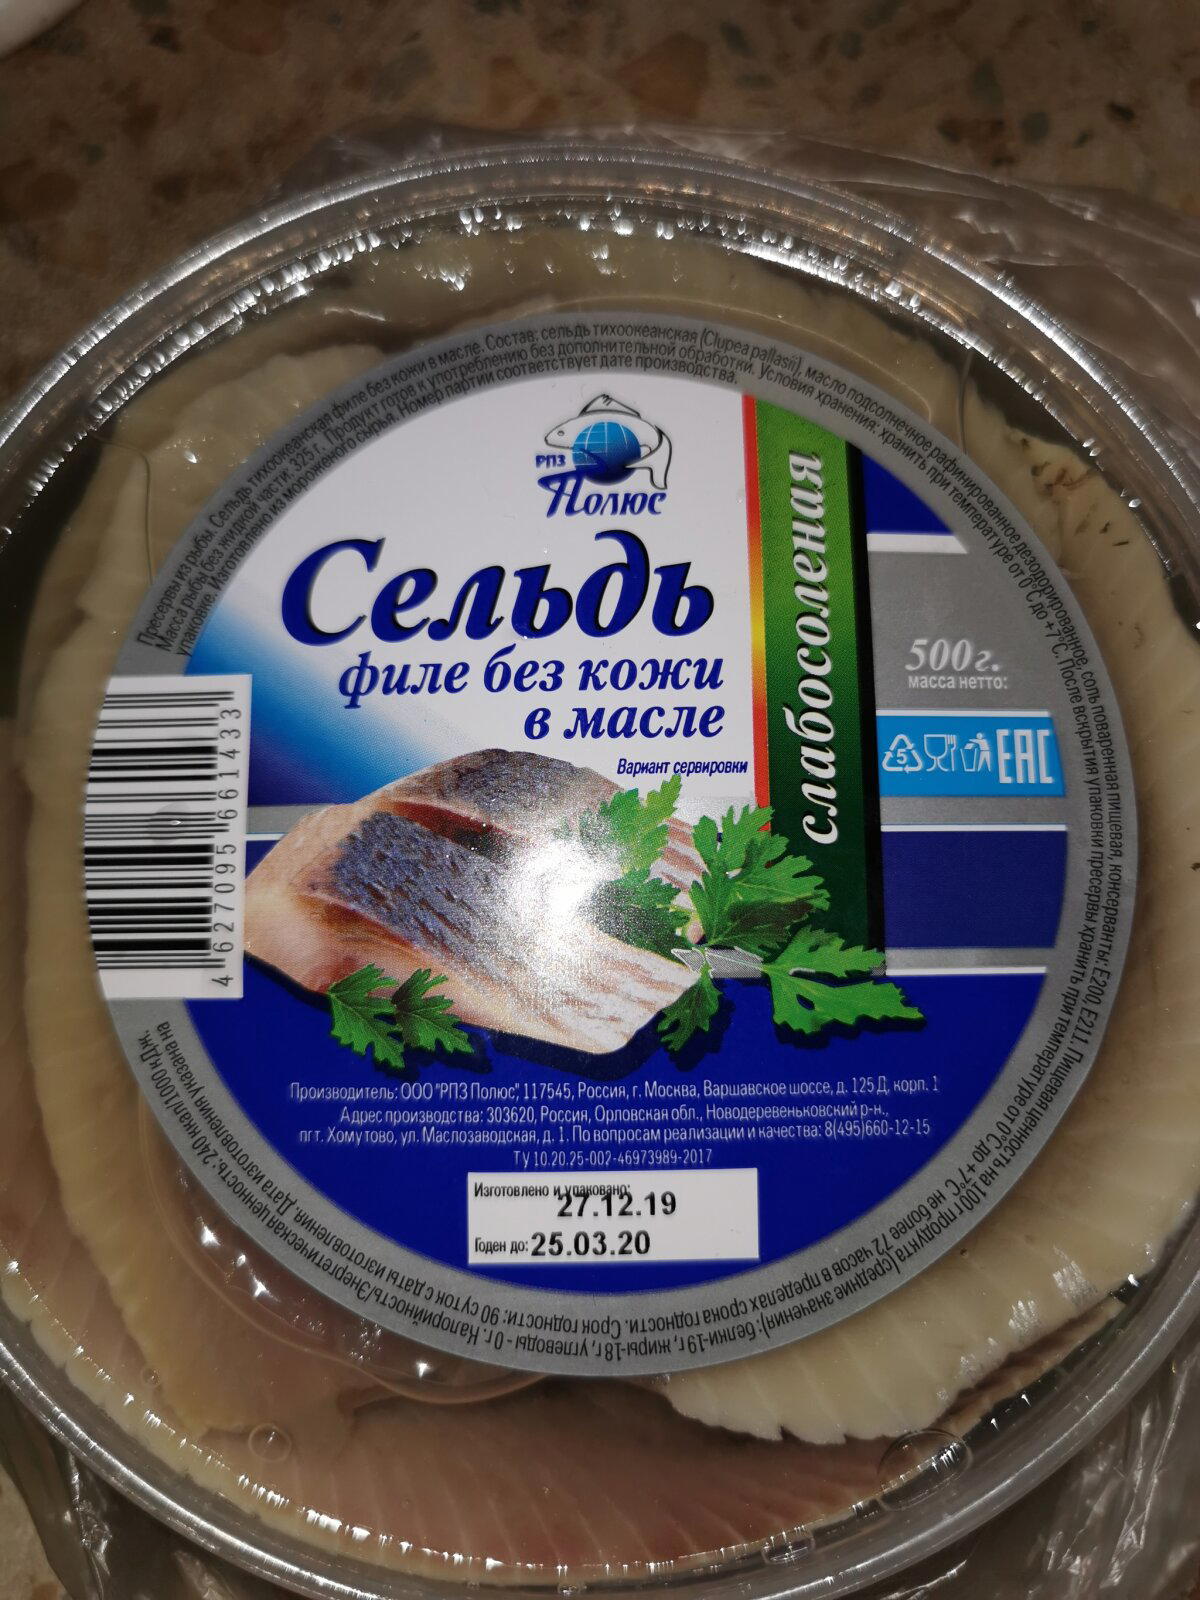 РПЗ
Полюс
Сельдь
филе без кожи
в масле
Вариант сервировки
слабосоленая
500г.
масса нетто:
5
EAC
4 627095 661433
Пресервы из рыбы. Сельдь тихоокеанская филе без кожи в масле. Состав: сельдь тихоокеанская (Clupea pallasii), масло подсолнечное рафинированное дезодорированное, соль поваренная пищевая, консерванты: Е200, Е211. Пищевая ценность на 100 г продукта (средние значения): белки-19 г, жиры-18 г, углеводы - 0 г. Калорийность/Энергетическая ценность: 240 ккал/1000 кДж.
Масса рыбы без жидкой части: 325 г. Продукт готов к употреблению без дополнительной обработки. Условия хранения: хранить при температуре от 0°С до +7°С. После вскрытия упаковки пресервы хранить при температуре от 0°С до +7°С не более 72 часов в пределах срока годности. Срок годности: 90 суток с даты изготовления. Дата изготовления указана на
упаковке. Изготовлено из мороженого сырья. Номер партии соответствует дате производства.
Производитель: ООО "РПЗ Полюс", 117545, Россия, г. Москва, Варшавское шоссе, д. 125 Д, корп. 1
Адрес производства: 303620, Россия, Орловская обл., Новодеревеньковский р-н.,
пгт. Хомутово, ул. Маслозаводская, д. 1. По вопросам реализации и качества: 8(495)660-12-15
ТУ 10.20.25-002-46973989-2017
Изготовлено и упаковано:
27.12.19
Годен до: 25.03.20